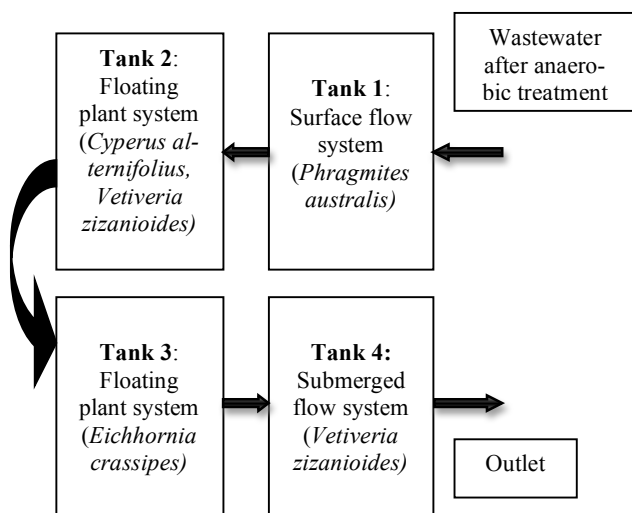 Wastewater
after anaero-
bic treatment
Tank 1:
Surface flow
system
(Phragmites
australis)
Tank 2:
Floating
plant system
(Cyperus al-
ternifolius,
Vetiveria
zizanioides)
Tank 3:
Floating
plant system
(Eichhornia
crassipes)
Tank 4:
Submerged
flow system
(Vetiveria
zizanioides)
Outlet